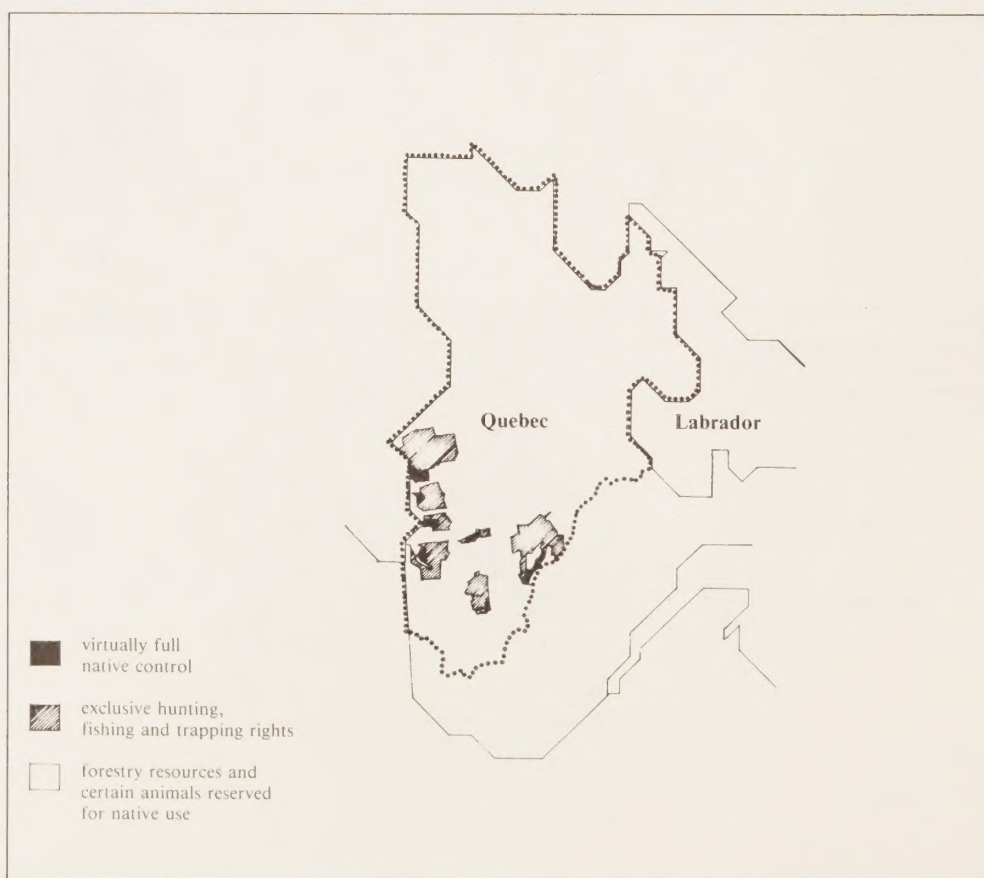 Quebec
Labrador
virtually full
native control
exclusive hunting,
fishing and trapping rights
forestry resources and
certain animals reserved
for native use